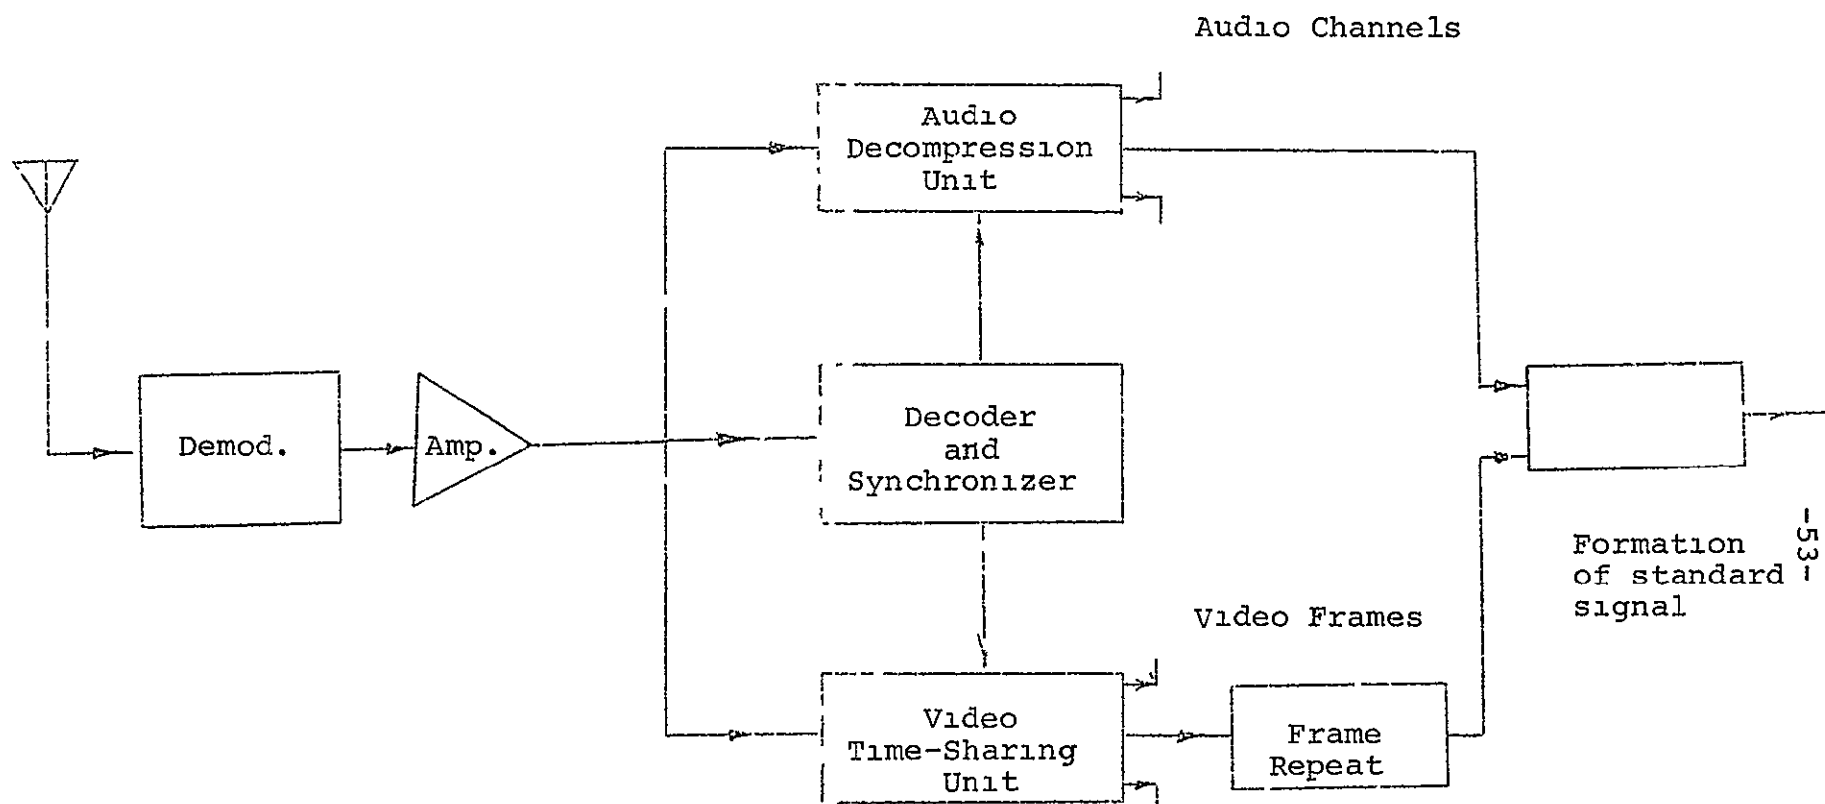 Audio Channels
Audio
Decompression
Unit
Demod.
Amp.
Decoder
and
Synchronizer
Formation
of standard
signal
-53-
Video Frames
Video
Time-Sharing
Unit
Frame
Repeat